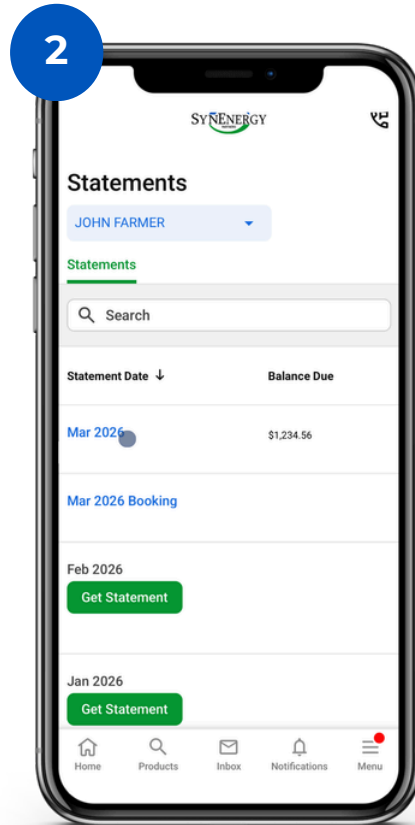 2
SYNENERGY
PARTNERS
Statements
JOHN FARMER
Statements
Search
Statement Date ↓ Balance Due
Mar 2026 $1,234.56
Mar 2026 Booking
Feb 2026
Get Statement
Jan 2026
Get Statement
Home Products Inbox Notifications Menu